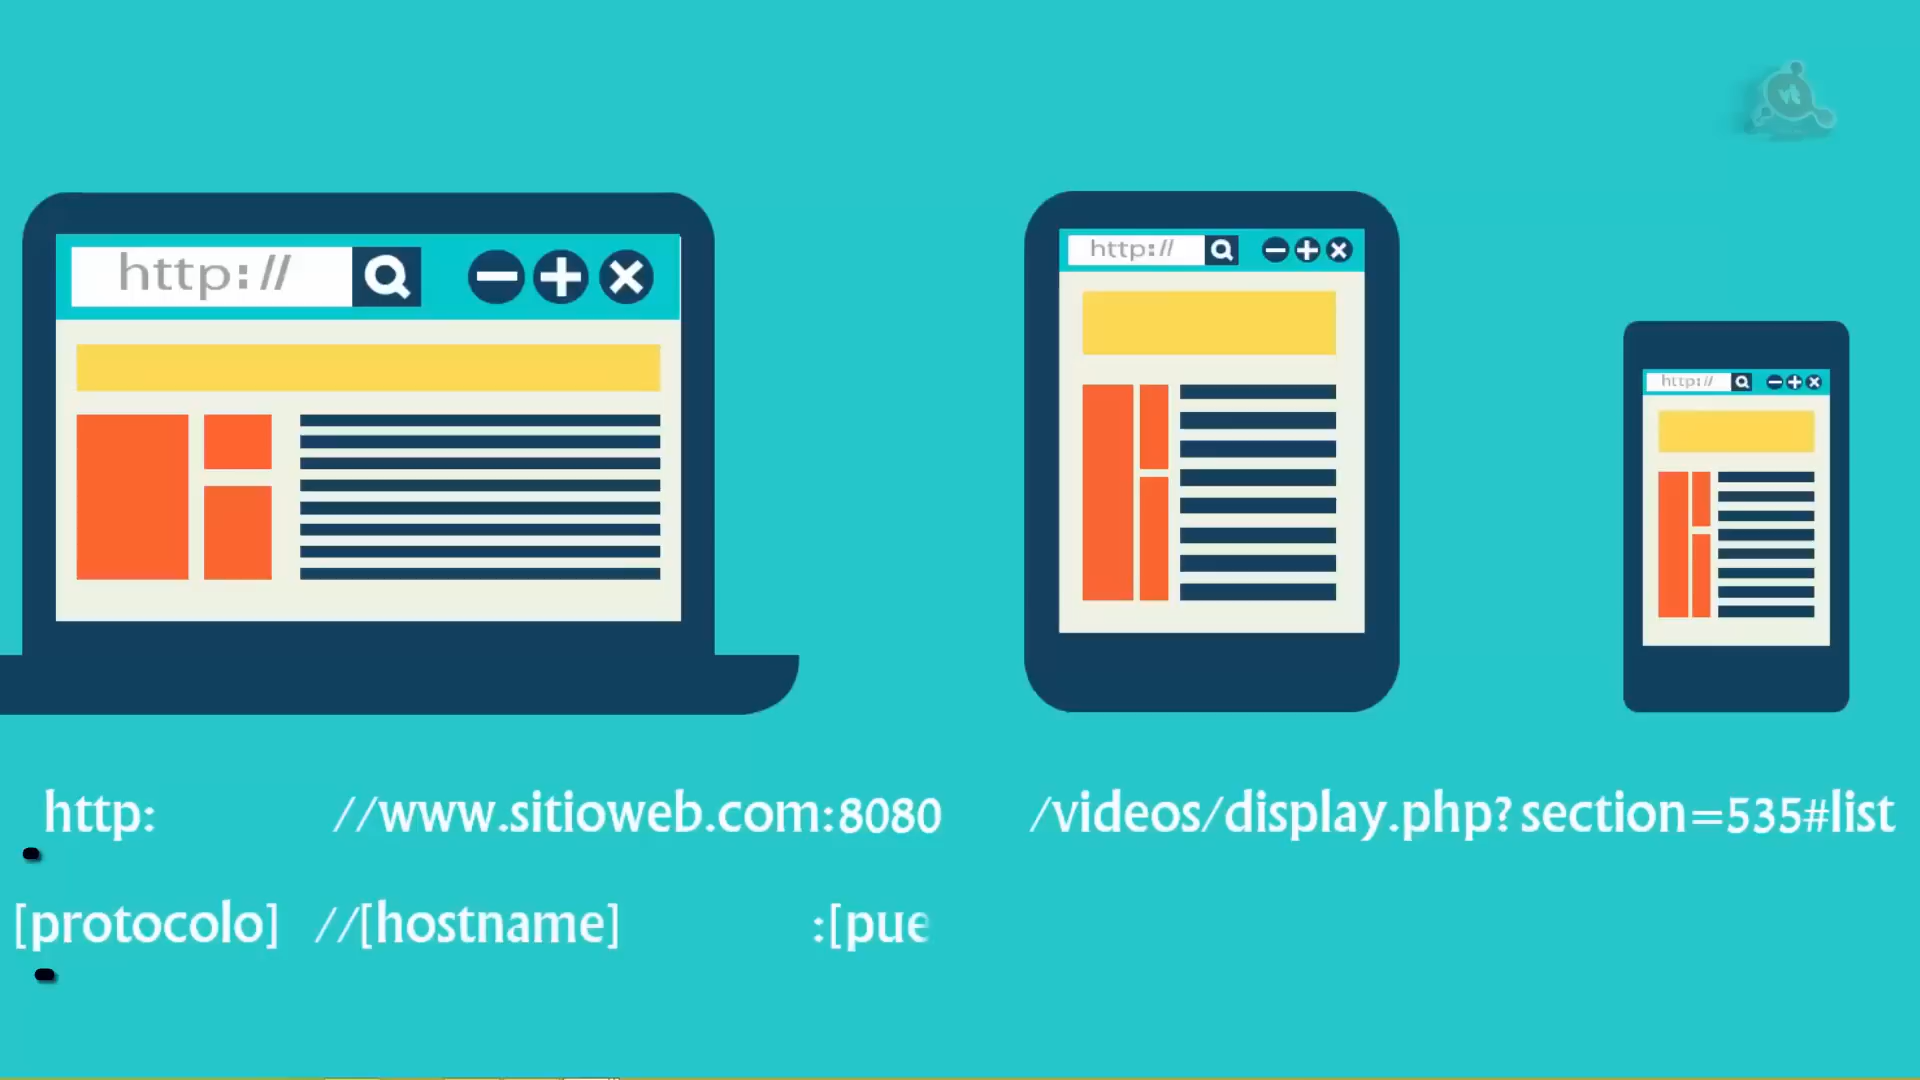 http://
http://
http://
http: //www.sitioweb.com:8080 /videos/display.php?section=535#list
[protocolo] //[hostname] :[pue